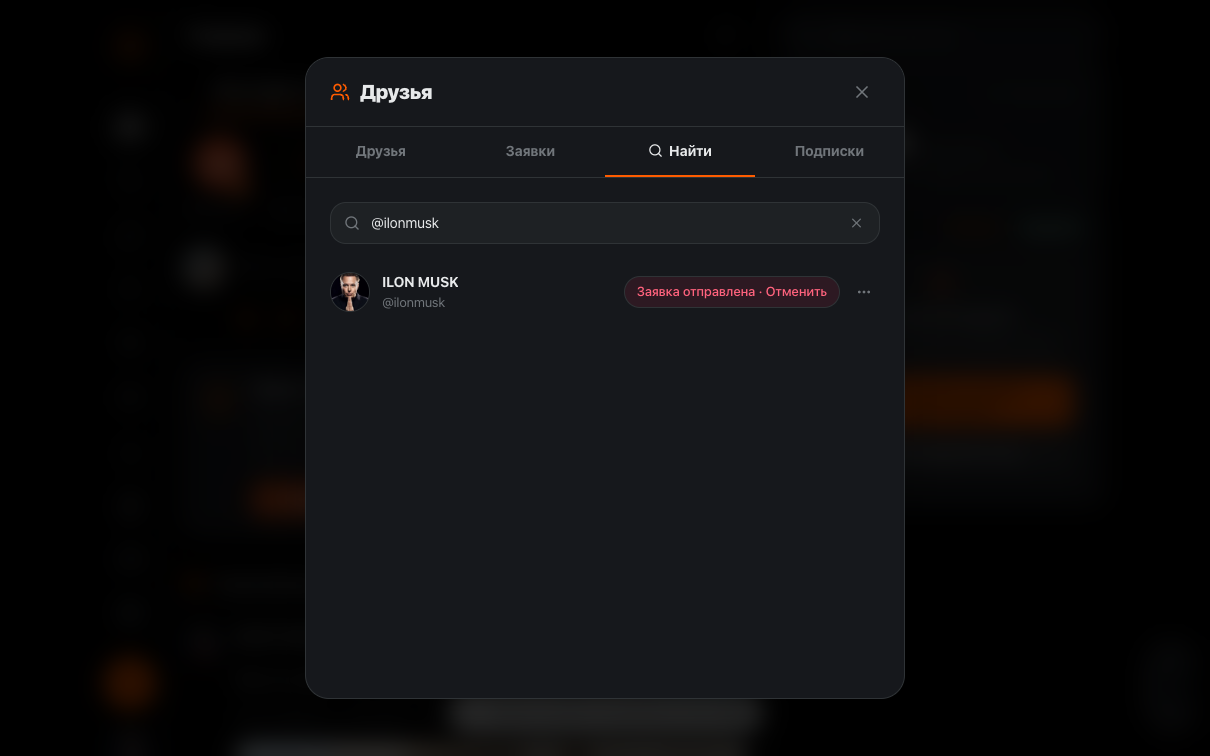 Друзья
Друзья
Заявки
Найти
Подписки
@ilonmusk
ILON MUSK
@ilonmusk
Заявка отправлена · Отменить